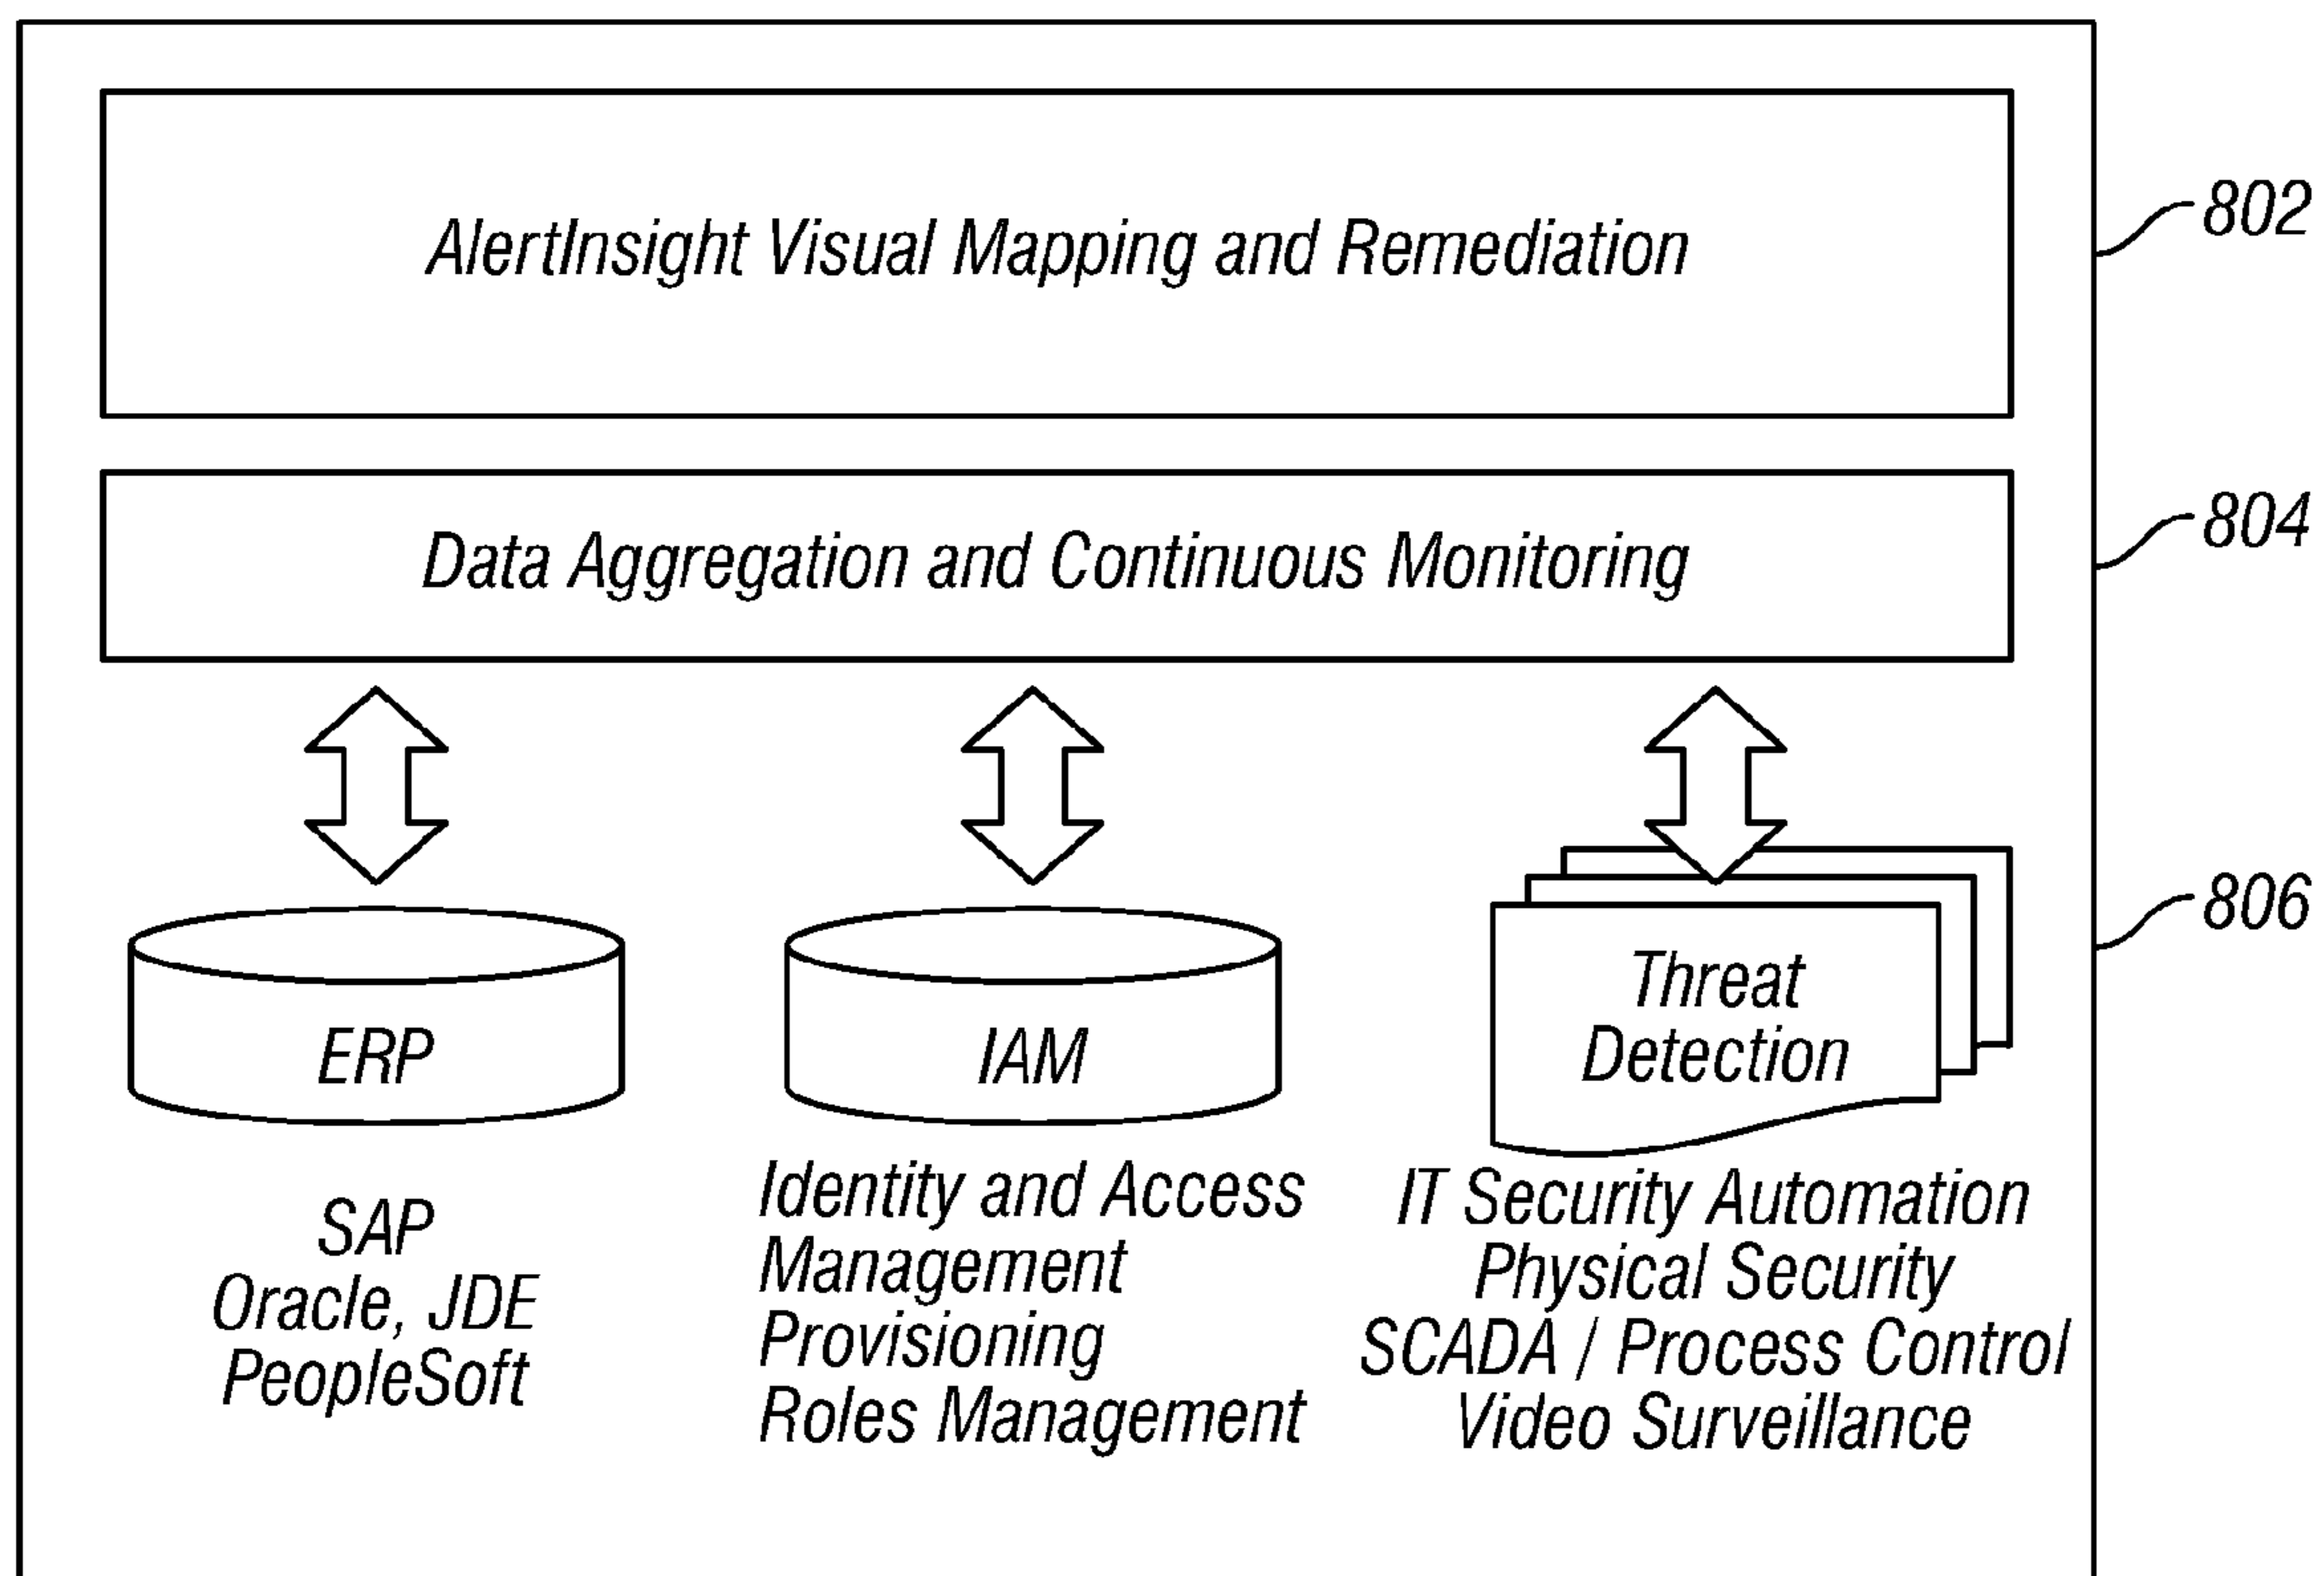 AlertInsight Visual Mapping and Remediation
802
Data Aggregation and Continuous Monitoring
804
806
ERP
SAP
Oracle, JDE
PeopleSoft
IAM
Identity and Access
Management
Provisioning
Roles Management
Threat
Detection
IT Security Automation
Physical Security
SCADA / Process Control
Video Surveillance